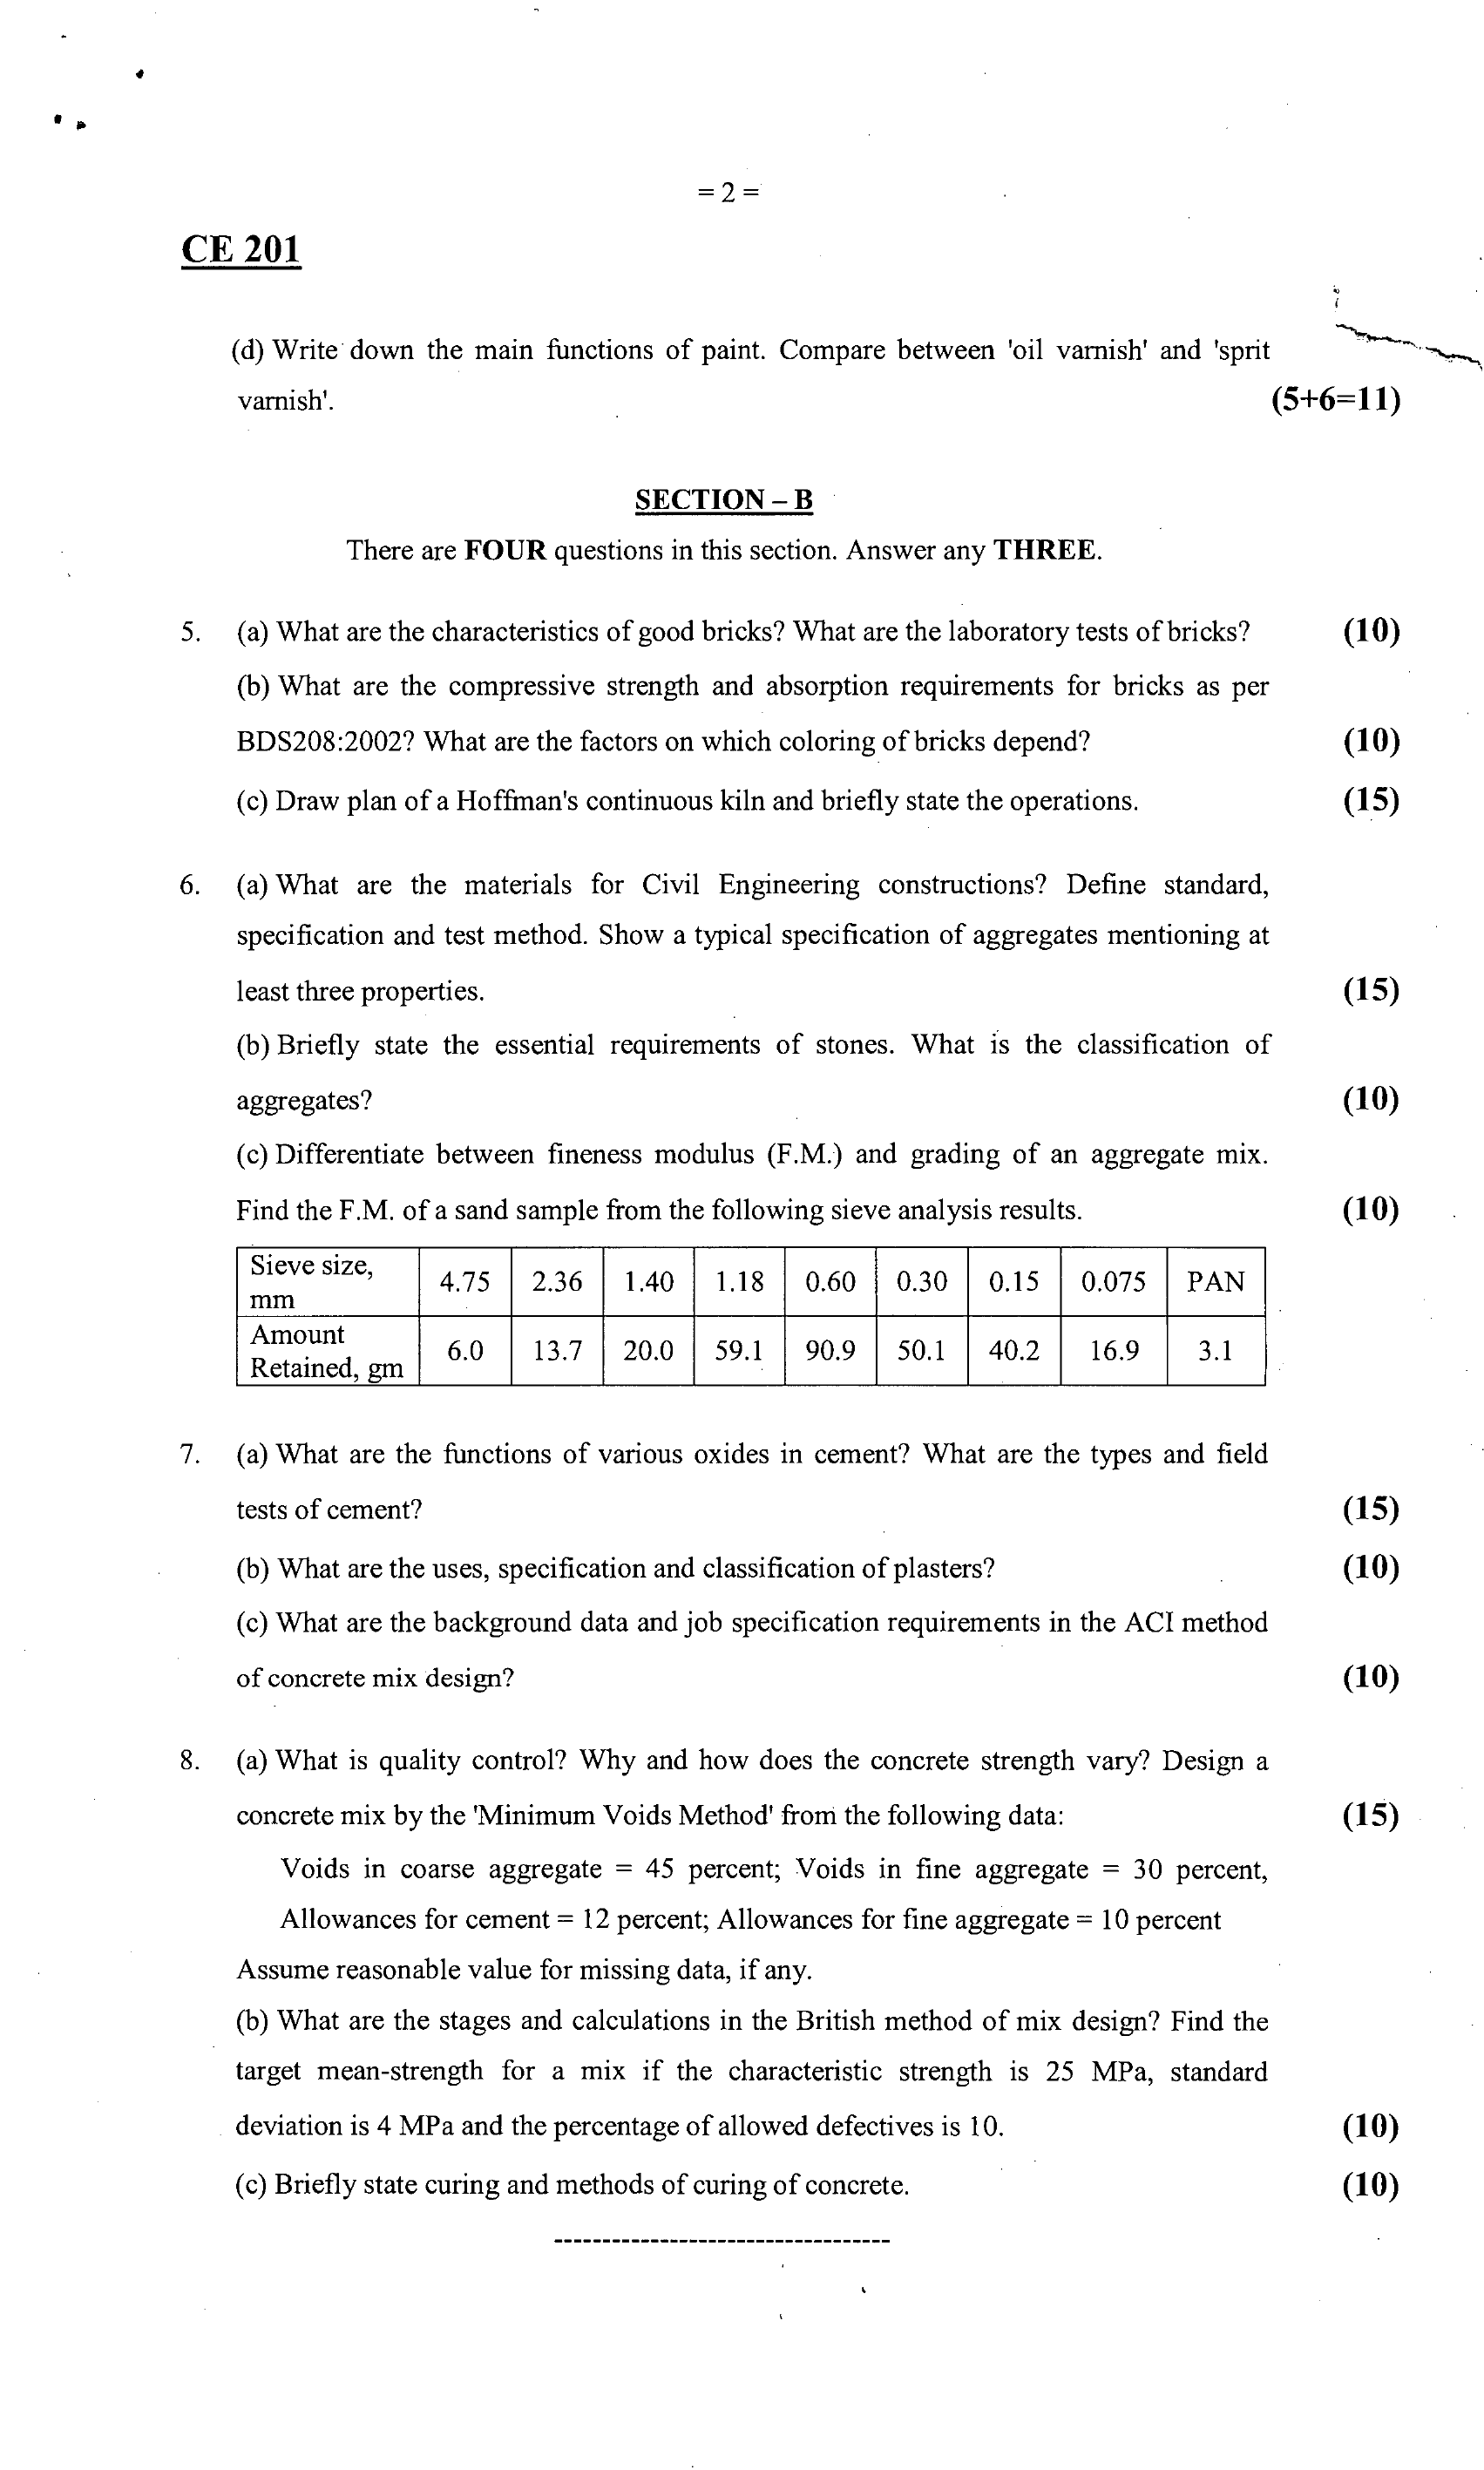 = 2 =
CE 201
(d) Write down the main functions of paint. Compare between 'oil varnish' and 'sprit
varnish'. (5+6=11)
SECTION – B
There are FOUR questions in this section. Answer any THREE.
5. (a) What are the characteristics of good bricks? What are the laboratory tests of bricks? (10)
(b) What are the compressive strength and absorption requirements for bricks as per
BDS208:2002? What are the factors on which coloring of bricks depend? (10)
(c) Draw plan of a Hoffman's continuous kiln and briefly state the operations. (15)
6. (a) What are the materials for Civil Engineering constructions? Define standard,
specification and test method. Show a typical specification of aggregates mentioning at
least three properties. (15)
(b) Briefly state the essential requirements of stones. What is the classification of
aggregates? (10)
(c) Differentiate between fineness modulus (F.M.) and grading of an aggregate mix.
Find the F.M. of a sand sample from the following sieve analysis results. (10)
Sieve size,
mm 4.75 2.36 1.40 1.18 0.60 0.30 0.15 0.075 PAN
Amount
Retained, gm 6.0 13.7 20.0 59.1 90.9 50.1 40.2 16.9 3.1
7. (a) What are the functions of various oxides in cement? What are the types and field
tests of cement? (15)
(b) What are the uses, specification and classification of plasters? (10)
(c) What are the background data and job specification requirements in the ACI method
of concrete mix design? (10)
8. (a) What is quality control? Why and how does the concrete strength vary? Design a
concrete mix by the 'Minimum Voids Method' from the following data: (15)
Voids in coarse aggregate = 45 percent; Voids in fine aggregate = 30 percent,
Allowances for cement = 12 percent; Allowances for fine aggregate = 10 percent
Assume reasonable value for missing data, if any.
(b) What are the stages and calculations in the British method of mix design? Find the
target mean-strength for a mix if the characteristic strength is 25 MPa, standard
deviation is 4 MPa and the percentage of allowed defectives is 10. (10)
(c) Briefly state curing and methods of curing of concrete. (10)
-----------------------------------